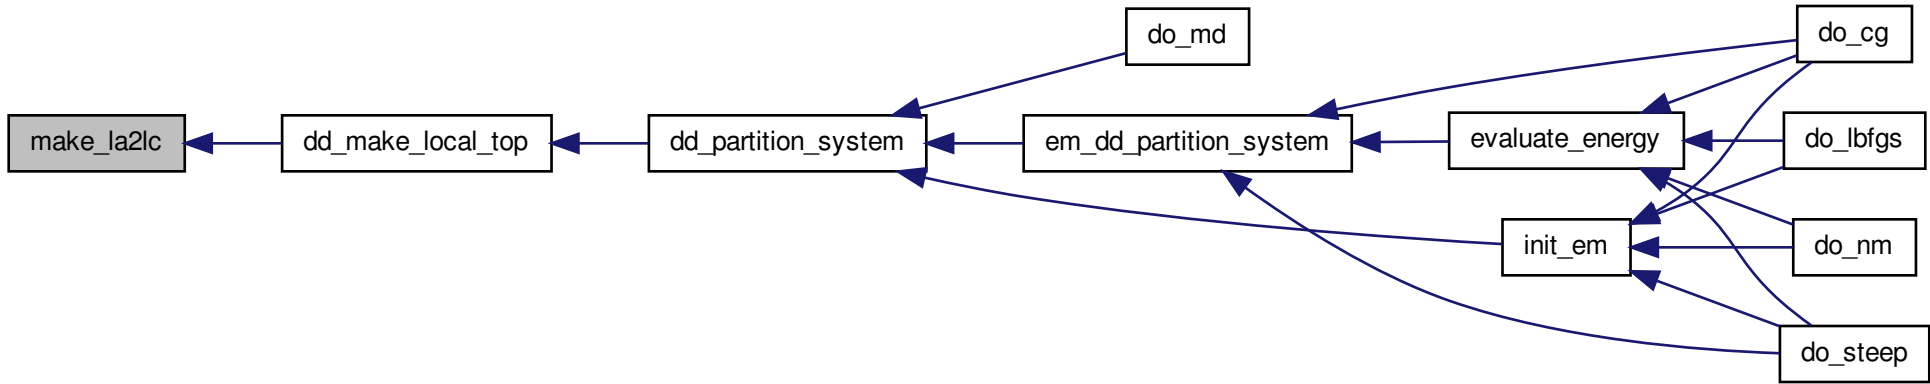 make_la2lc
dd_make_local_top
dd_partition_system
do_md
em_dd_partition_system
evaluate_energy
init_em
do_cg
do_lbfgs
do_nm
do_steep